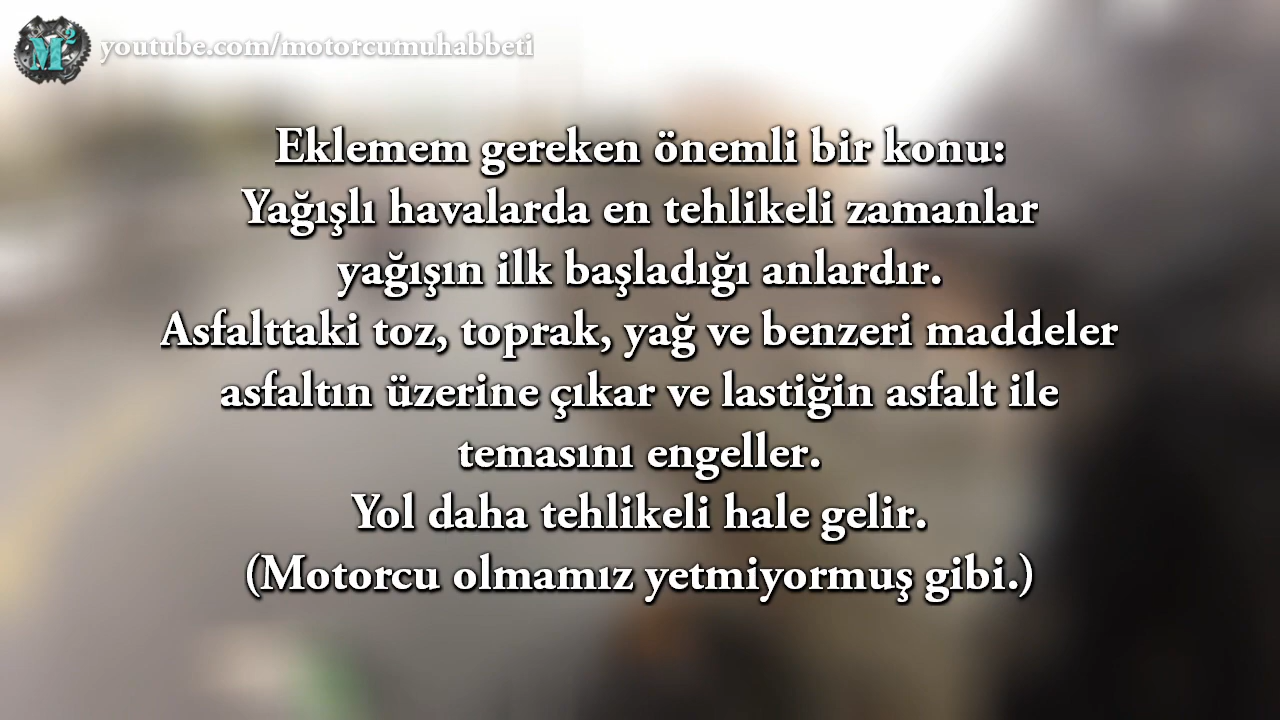 M²
youtube.com/motorcumuhabbeti
Eklemem gereken önemli bir konu:
Yağışlı havalarda en tehlikeli zamanlar
yağışın ilk başladığı anlardır.
Asfalttaki toz, toprak, yağ ve benzeri maddeler
asfaltın üzerine çıkar ve lastiğin asfalt ile
temasını engeller.
Yol daha tehlikeli hale gelir.
(Motorcu olmamız yetmiyormuş gibi.)